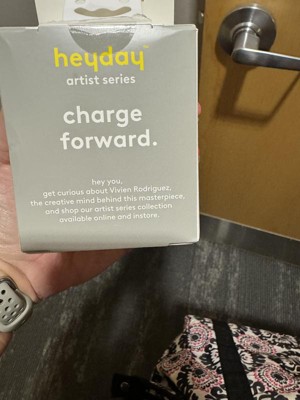 heyday™
artist series
charge
forward.
hey you,
get curious about Vivien Rodriguez,
the creative mind behind this masterpiece,
and shop our artist series collection
available online and instore.